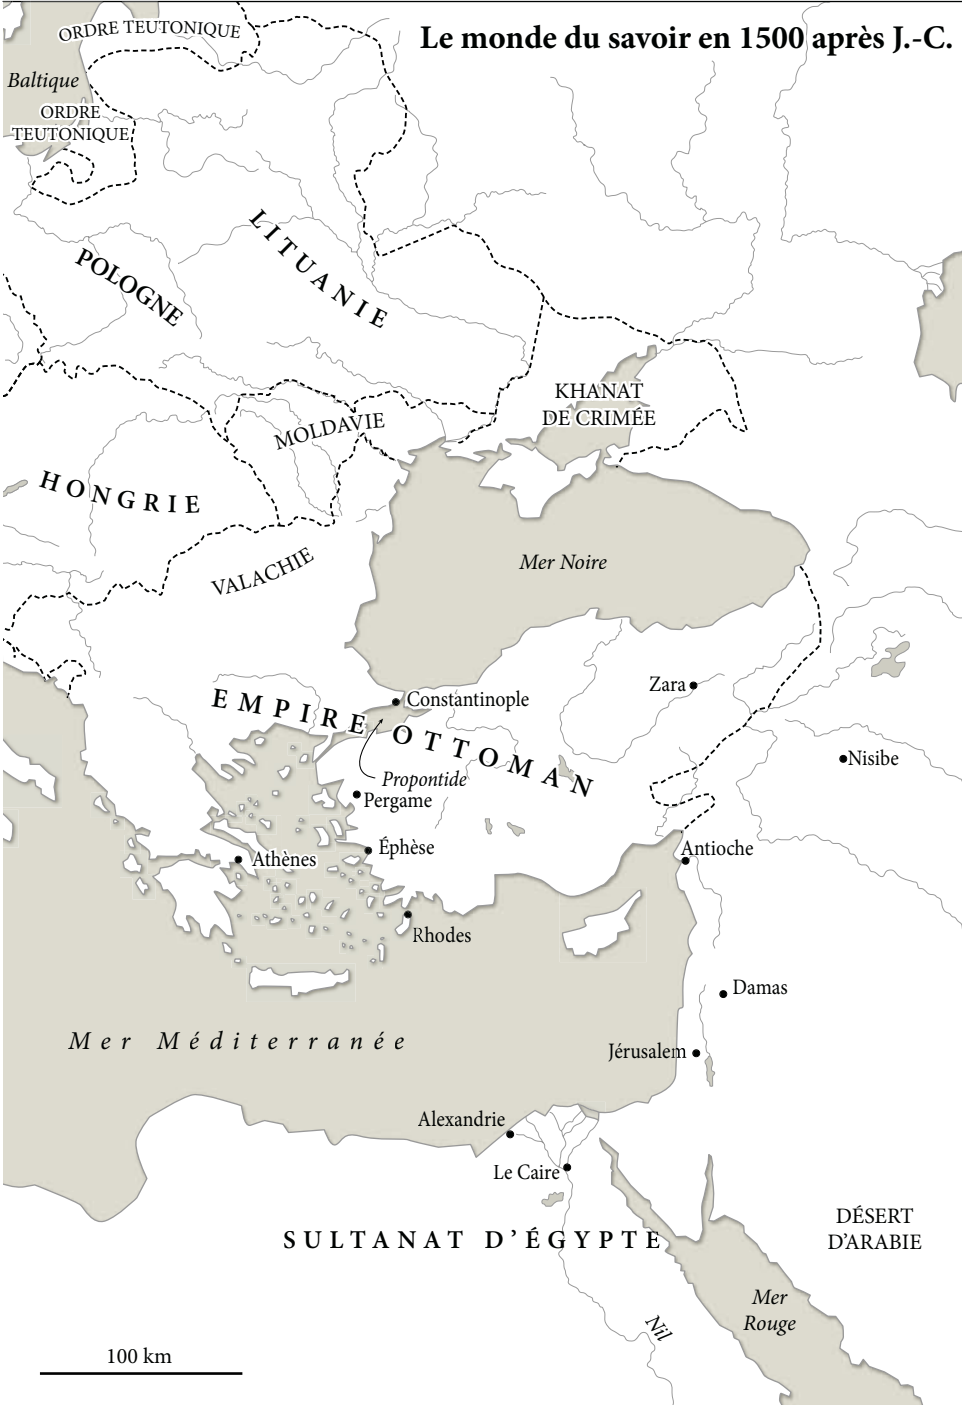 Le monde du savoir en 1500 après J.-C.
ORDRE TEUTONIQUE
Baltique
ORDRE
TEUTONIQUE
LITUANIE
POLOGNE
KHANAT
DE CRIMÉE
MOLDAVIE
HONGRIE
VALACHIE
Mer Noire
Zara
EMPIRE OTTOMAN
Constantinople
Nisibe
Propontide
Pergame
Éphèse
Antioche
Athènes
Rhodes
Damas
Mer Méditerranée
Jérusalem
Alexandrie
Le Caire
DÉSERT
D'ARABIE
SULTANAT D'ÉGYPTE
Mer
Rouge
Nil
100 km